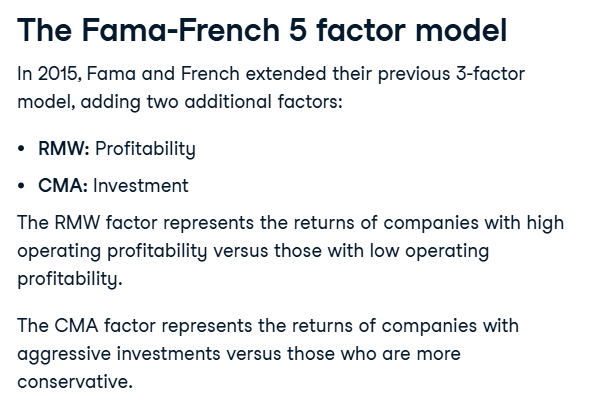 The Fama-French 5 factor model
In 2015, Fama and French extended their previous 3-factor
model, adding two additional factors:
• RMW: Profitability
• CMA: Investment
The RMW factor represents the returns of companies with high
operating profitability versus those with low operating
profitability.
The CMA factor represents the returns of companies with
aggressive investments versus those who are more
conservative.